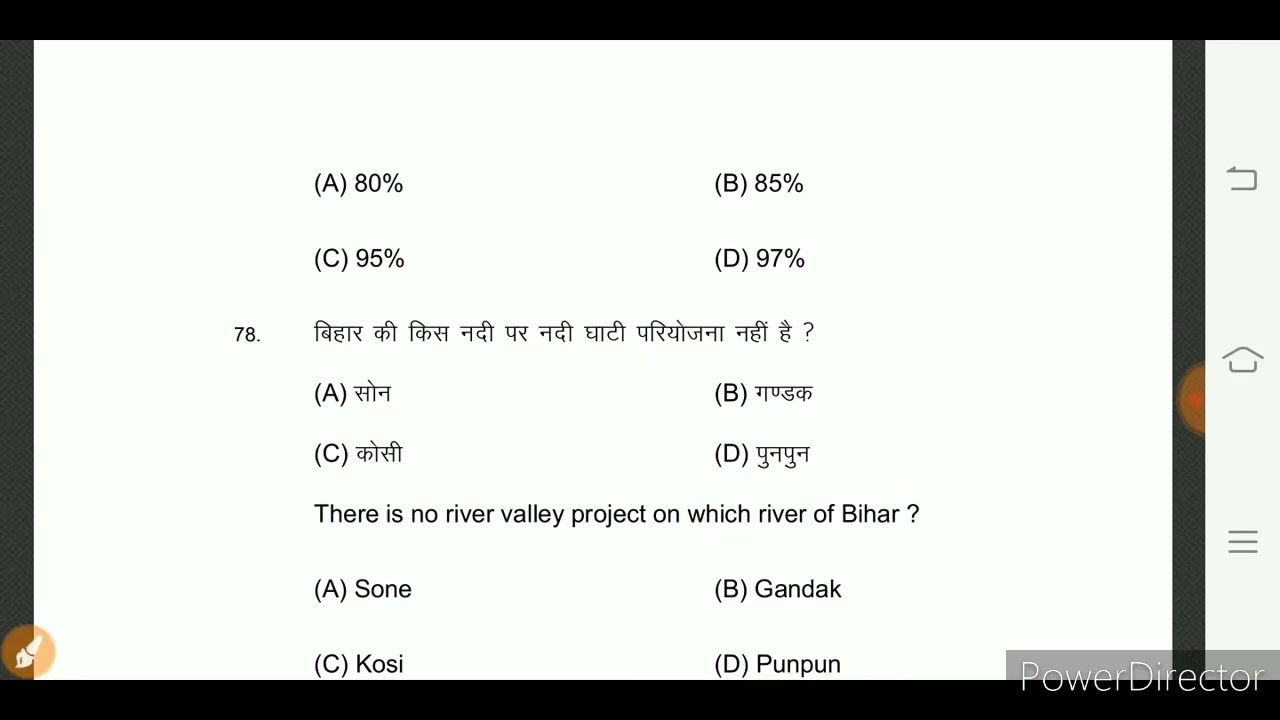 (A) 80% (B) 85%
(C) 95% (D) 97%
78. बिहार की किस नदी पर नदी घाटी परियोजना नहीं है ?
(A) सोन (B) गण्डक
(C) कोसी (D) पुनपुन
There is no river valley project on which river of Bihar ?
(A) Sone (B) Gandak
(C) Kosi (D) Punpun
PowerDirector